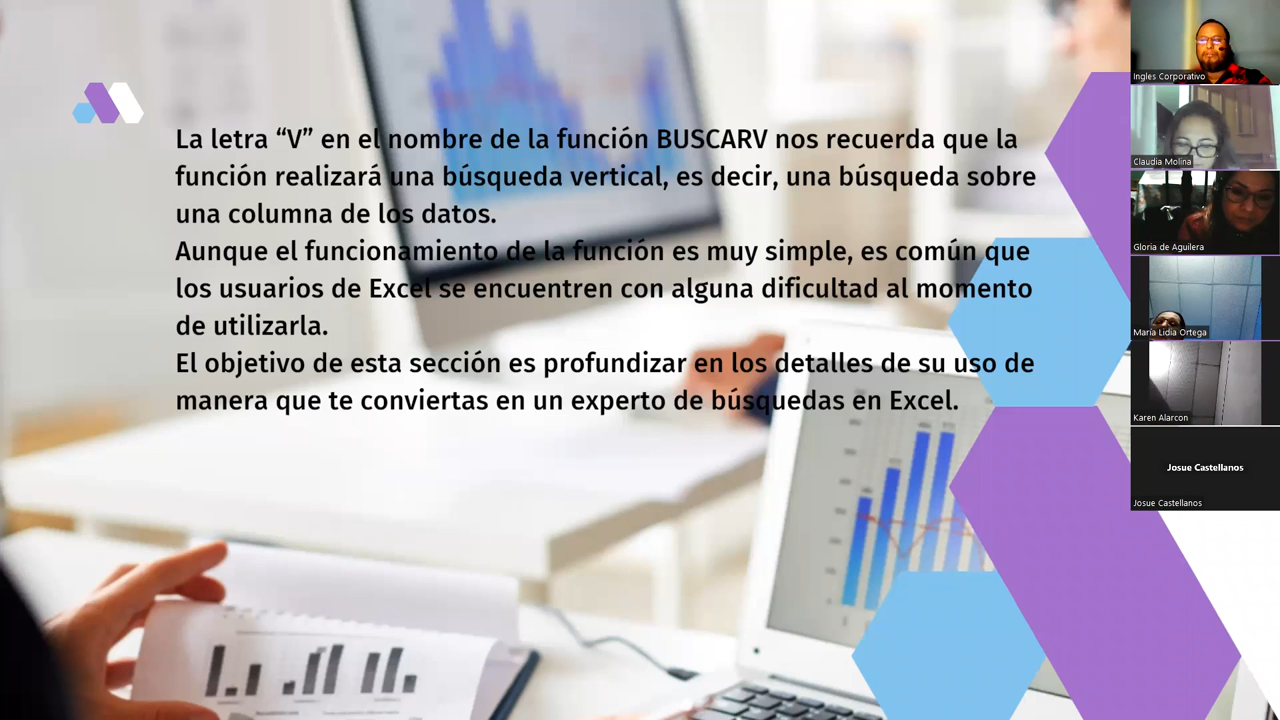 La letra “V” en el nombre de la función BUSCARV nos recuerda que la
función realizará una búsqueda vertical, es decir, una búsqueda sobre
una columna de los datos.
Aunque el funcionamiento de la función es muy simple, es común que
los usuarios de Excel se encuentren con alguna dificultad al momento
de utilizarla.
El objetivo de esta sección es profundizar en los detalles de su uso de
manera que te conviertas en un experto de búsquedas en Excel.
Ingles Corporativo
Claudia Molina
Gloria de Aguilera
María Lidia Ortega
Karen Alarcon
Josue Castellanos
Josue Castellanos